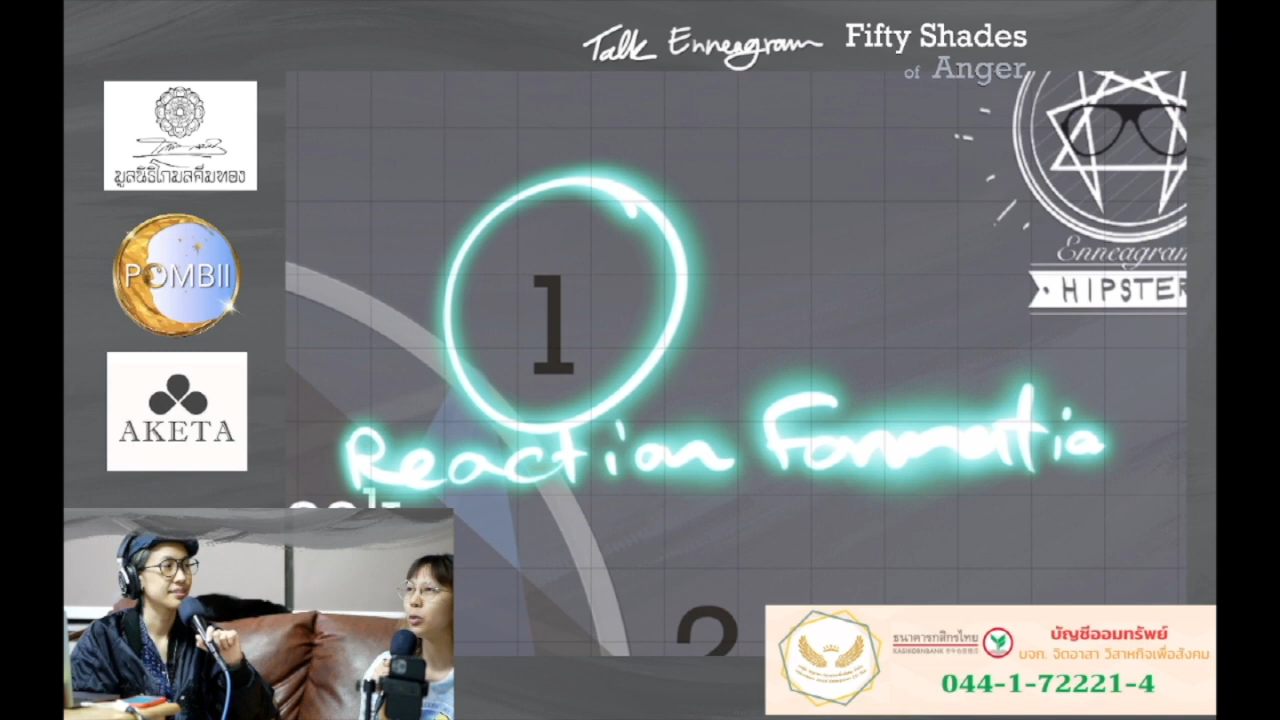 Talk Enneagram
Fifty Shades
of Anger
มูลนิธิโกมลคีมทอง
POMBII
AKETA
1
Reaction Formatio
2
Enneagran
HIPSTER
ธนาคารกสิกรไทย
KASIKORNBANK
บัญชีออมทรัพย์
มจก. จิตอาสา วิสาหกิจเพื่อสังคม
044-1-72221-4